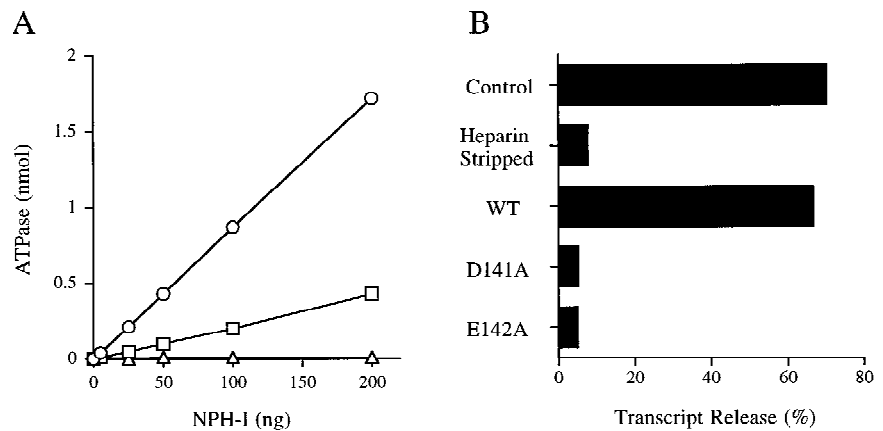 A
2
1.5
1
0.5
0
ATPase (nmol)
0
50
100
150
200
NPH-I (ng)
B
Control
Heparin
Stripped
WT
D141A
E142A
0
20
40
60
80
Transcript Release (%)